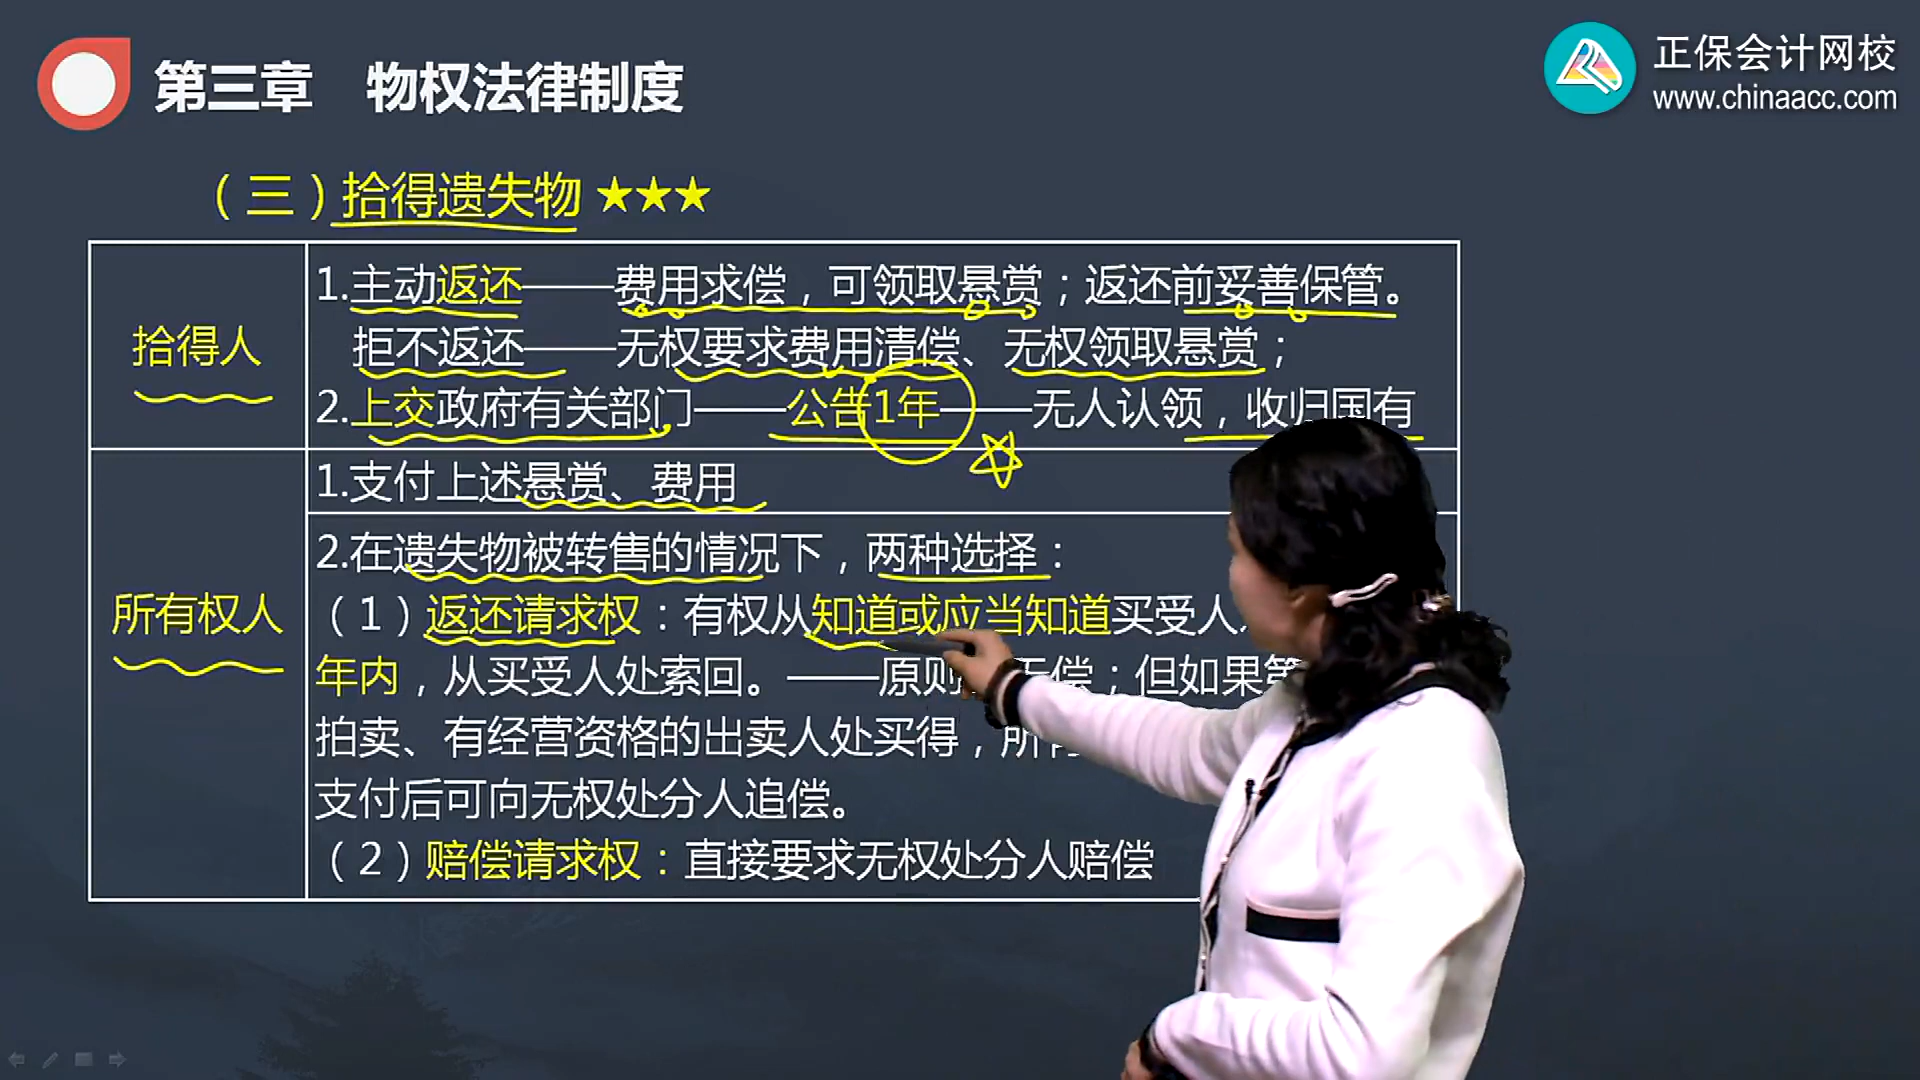 第三章 物权法律制度
正保会计网校
www.chinaacc.com
（三）拾得遗失物 ★★★
拾得人
1.主动返还——费用求偿，可领取悬赏；返还前妥善保管。
拒不返还——无权要求费用清偿、无权领取悬赏；
2.上交政府有关部门——公告1年——无人认领，收归国有
所有权人
1.支付上述悬赏、费用
2.在遗失物被转售的情况下，两种选择：
（1）返还请求权：有权从知道或应当知道买受人
年内，从买受人处索回。——原则 无偿；但如果
拍卖、有经营资格的出卖人处买得，所
支付后可向无权处分人追偿。
（2）赔偿请求权：直接要求无权处分人赔偿